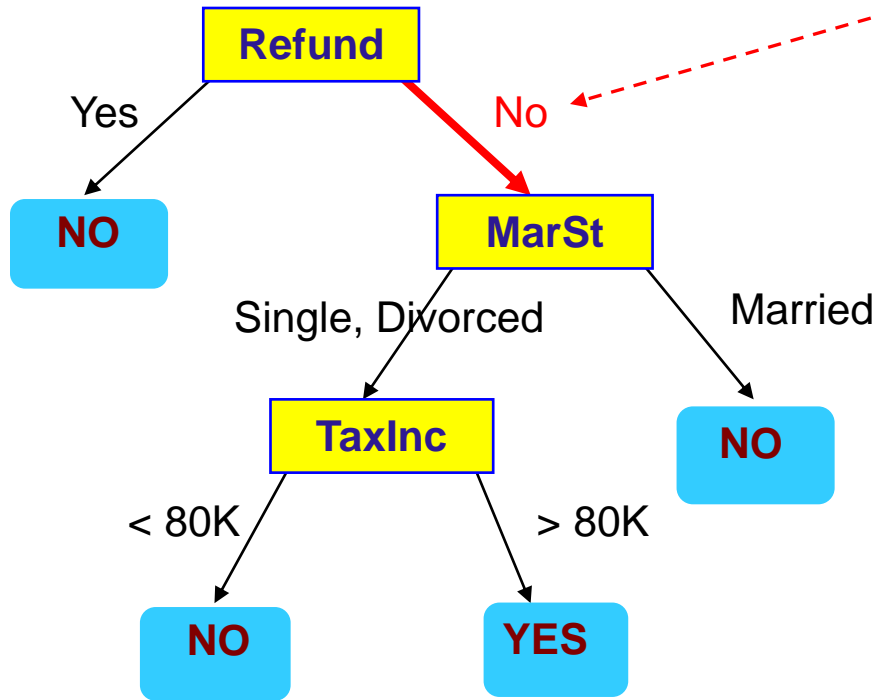 Refund
Yes
No
NO
MarSt
Single, Divorced
Married
TaxInc
NO
< 80K
> 80K
NO
YES